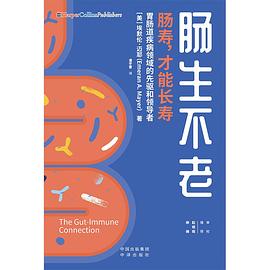 HarperCollinsPublishers
肠生不老
肠寿,才能长寿
胃肠道疾病领域的先驱和领导者
[美] 埃默伦·迈耶 (Emeran A. Mayer) 著
The Gut-Immune
Connection
中国出版集团
中译出版社